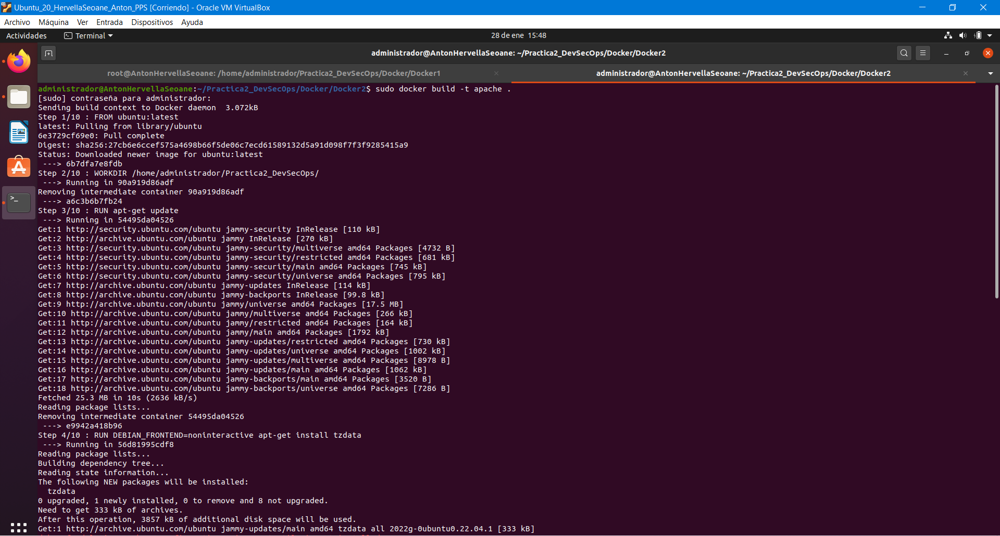 Ubuntu_20_HervellaSeoane_Anton_PPS [Corriendo] - Oracle VM VirtualBox
Archivo Máquina Ver Entrada Dispositivos Ayuda
Actividades Terminal 28 de ene 15:48
administrador@AntonHervellaSeoane: ~/Practica2_DevSecOps/Docker/Docker2
root@AntonHervellaSeoane: /home/administrador/Practica2_DevSecOps/Docker/Docker1 administrador@AntonHervellaSeoane: ~/Practica2_DevSecOps/Docker/Docker2
administrador@AntonHervellaSeoane:~/Practica2_DevSecOps/Docker/Docker2$ sudo docker build -t apache .
[sudo] contraseña para administrador:
Sending build context to Docker daemon  3.072kB
Step 1/10 : FROM ubuntu:latest
latest: Pulling from library/ubuntu
6e3729cf69e0: Pull complete
Digest: sha256:27cb6e6ccef575a4698b66f5de06c7ecd61589132d5a91d098f7f3f9285415a9
Status: Downloaded newer image for ubuntu:latest
 ---> 6b7dfa7e8fdb
Step 2/10 : WORKDIR /home/administrador/Practica2_DevSecOps/
 ---> Running in 90a919d86adf
Removing intermediate container 90a919d86adf
 ---> a6c3b6b7fb24
Step 3/10 : RUN apt-get update
 ---> Running in 54495da04526
Get:1 http://security.ubuntu.com/ubuntu jammy-security InRelease [110 kB]
Get:2 http://archive.ubuntu.com/ubuntu jammy InRelease [270 kB]
Get:3 http://security.ubuntu.com/ubuntu jammy-security/multiverse amd64 Packages [4732 B]
Get:4 http://security.ubuntu.com/ubuntu jammy-security/restricted amd64 Packages [681 kB]
Get:5 http://security.ubuntu.com/ubuntu jammy-security/main amd64 Packages [745 kB]
Get:6 http://security.ubuntu.com/ubuntu jammy-security/universe amd64 Packages [795 kB]
Get:7 http://archive.ubuntu.com/ubuntu jammy-updates InRelease [114 kB]
Get:8 http://archive.ubuntu.com/ubuntu jammy-backports InRelease [99.8 kB]
Get:9 http://archive.ubuntu.com/ubuntu jammy/universe amd64 Packages [17.5 MB]
Get:10 http://archive.ubuntu.com/ubuntu jammy/multiverse amd64 Packages [266 kB]
Get:11 http://archive.ubuntu.com/ubuntu jammy/restricted amd64 Packages [164 kB]
Get:12 http://archive.ubuntu.com/ubuntu jammy/main amd64 Packages [1792 kB]
Get:13 http://archive.ubuntu.com/ubuntu jammy-updates/restricted amd64 Packages [730 kB]
Get:14 http://archive.ubuntu.com/ubuntu jammy-updates/universe amd64 Packages [1002 kB]
Get:15 http://archive.ubuntu.com/ubuntu jammy-updates/multiverse amd64 Packages [8978 B]
Get:16 http://archive.ubuntu.com/ubuntu jammy-updates/main amd64 Packages [1062 kB]
Get:17 http://archive.ubuntu.com/ubuntu jammy-backports/main amd64 Packages [3520 B]
Get:18 http://archive.ubuntu.com/ubuntu jammy-backports/universe amd64 Packages [7286 B]
Fetched 25.3 MB in 10s (2636 kB/s)
Reading package lists...
Removing intermediate container 54495da04526
 ---> e9942a418b96
Step 4/10 : RUN DEBIAN_FRONTEND=noninteractive apt-get install tzdata
 ---> Running in 56d81995cdf8
Reading package lists...
Building dependency tree...
Reading state information...
The following NEW packages will be installed:
  tzdata
0 upgraded, 1 newly installed, 0 to remove and 8 not upgraded.
Need to get 333 kB of archives.
After this operation, 3857 kB of additional disk space will be used.
Get:1 http://archive.ubuntu.com/ubuntu jammy-updates/main amd64 tzdata all 2022g-0ubuntu0.22.04.1 [333 kB]